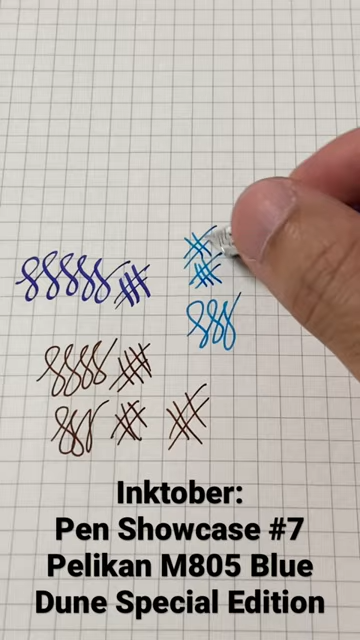 Inktober:
Pen Showcase #7
Pelikan M805 Blue
Dune Special Edition